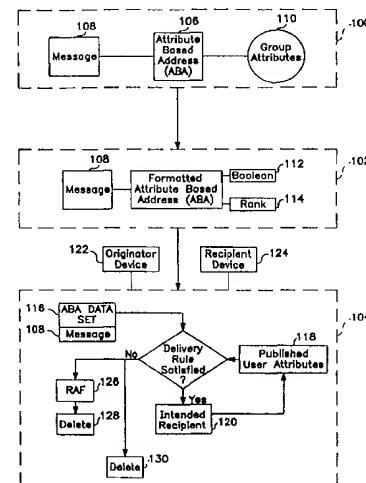 106
Attribute
Based
Address
(ABA)
108
Message
110
Group
Attributes
100
108
Message
Formatted
Attribute Based
Address (ABA)
112
Boolean
114
Rank
102
122
Originator
Device
Recipient
Device
124
116
ABA DATA
SET
108
Message
No
Delivery
Rule
Satisfied
?
Yes
118
Published
User Attributes
104
RAF
126
Delete
128
Intended
Recipient
120
Delete
130